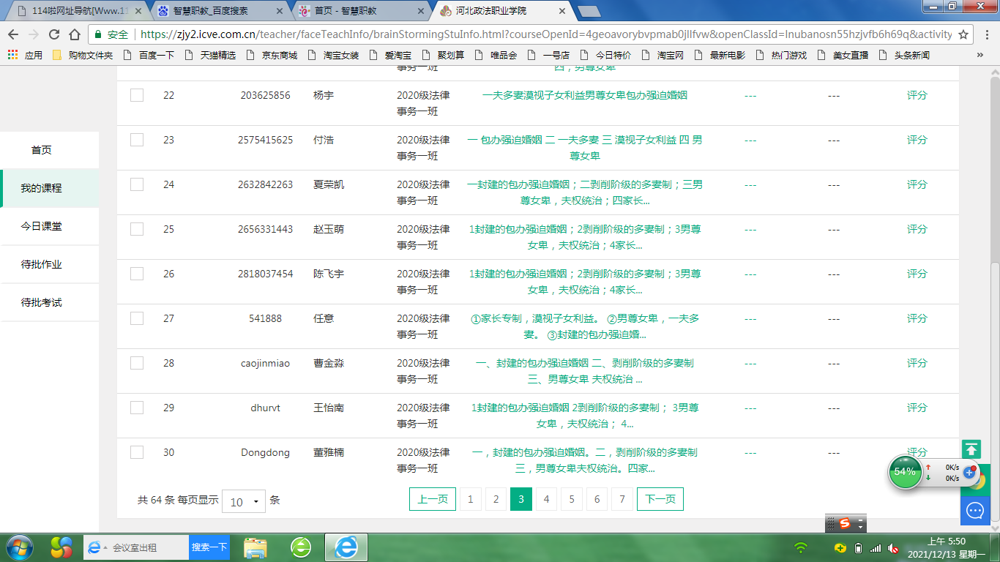 114啦网址导航[Www.11
智慧职教_百度搜索
首页 - 智慧职教
河北政法职业学院
安全 https://zjy2.icve.com.cn/teacher/faceTeachInfo/brainStormingStuInfo.html?courseOpenId=4geoavorybvpmab0jllfvw&openClassId=lnubanosn55hzjvfb6h69q&activity
应用 购物文件夹 百度一下 天猫精选 京东商城 淘宝女装 爱淘宝 聚划算 唯品会 一号店 今日特价 淘宝网 最新电影 热门游戏 美女直播 头条新闻 »
首页
我的课程
今日课堂
待批作业
待批考试
事务一班 四，男尊女卑
22 203625856 杨宇 2020级法律 一夫多妻漠视子女利益男尊女卑包办强迫婚姻 --- --- 评分
事务一班
23 2575415625 付浩 2020级法律 一 包办强迫婚姻 二 一夫多妻 三 漠视子女利益 四 男 --- --- 评分
事务一班 尊女卑
24 2632842263 夏荣凯 2020级法律 一封建的包办强迫婚姻；二剥削阶级的多妻制；三男 --- --- 评分
事务一班 尊女卑，夫权统治；四家长...
25 2656331443 赵玉萌 2020级法律 1封建的包办强迫婚姻；2剥削阶级的多妻制；3男尊 --- --- 评分
事务一班 女卑，夫权统治；4家长...
26 2818037454 陈飞宇 2020级法律 1封建的包办强迫婚姻；2剥削阶级的多妻制；3男尊 --- --- 评分
事务一班 女卑，夫权统治；4家长...
27 541888 任意 2020级法律 ①家长专制，漠视子女利益。 ②男尊女卑，一夫多 --- --- 评分
事务一班 妻。 ③封建的包办强迫婚...
28 caojinmiao 曹金淼 2020级法律 一、封建的包办强迫婚姻 二、剥削阶级的多妻制 --- --- 评分
事务一班 三、男尊女卑 夫权统治 ...
29 dhurvt 王怡南 2020级法律 1封建的包办强迫婚姻 2剥削阶级的多妻制； 3男尊 --- --- 评分
事务一班 女卑，夫权统治； 4...
30 Dongdong 董雅楠 2020级法律 一，封建的包办强迫婚姻。二，剥削阶级的多妻制 --- --- 评分
事务一班 三，男尊女卑夫权统治。四家...
54% 0K/s
0K/s
共 64 条 每页显示 10 条 上一页 1 2 3 4 5 6 7 下一页
会议室出租 搜索一下
上午 5:50
2021/12/13 星期一